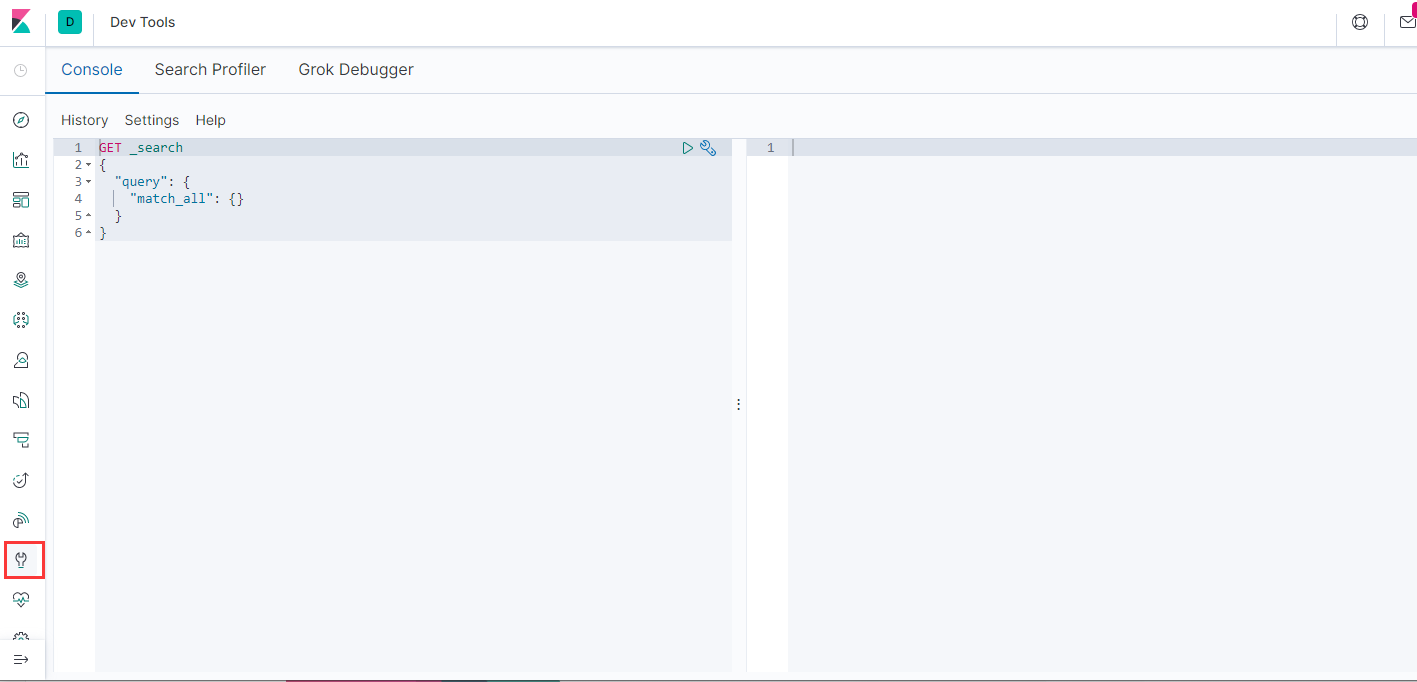 D Dev Tools
Console Search Profiler Grok Debugger
History Settings Help
1 GET _search
2 {
3 "query": {
4 "match_all": {}
5 }
6 }
1